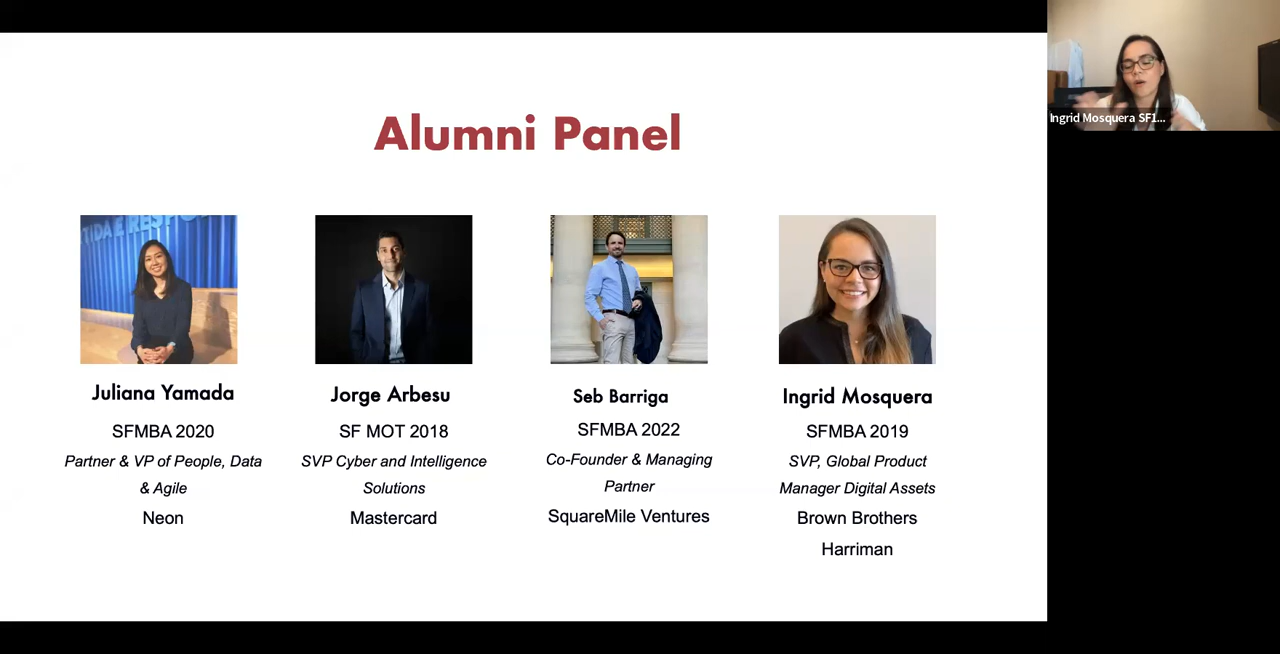 Alumni Panel
Ingrid Mosquera SF1...
Juliana Yamada
SFMBA 2020
Partner & VP of People, Data
& Agile
Neon
Jorge Arbesu
SF MOT 2018
SVP Cyber and Intelligence
Solutions
Mastercard
Seb Barriga
SFMBA 2022
Co-Founder & Managing
Partner
SquareMile Ventures
Ingrid Mosquera
SFMBA 2019
SVP, Global Product
Manager Digital Assets
Brown Brothers
Harriman